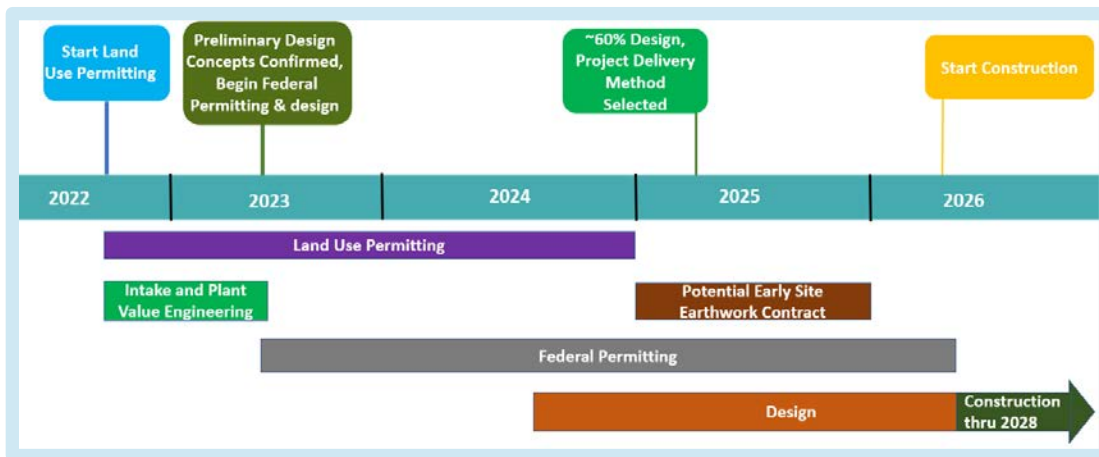 Start Land
Use Permitting
Preliminary Design
Concepts Confirmed,
Begin Federal
Permitting & design
~60% Design,
Project Delivery
Method
Selected
Start Construction
2022
2023
2024
2025
2026
Land Use Permitting
Intake and Plant
Value Engineering
Potential Early Site
Earthwork Contract
Federal Permitting
Design
Construction
thru 2028